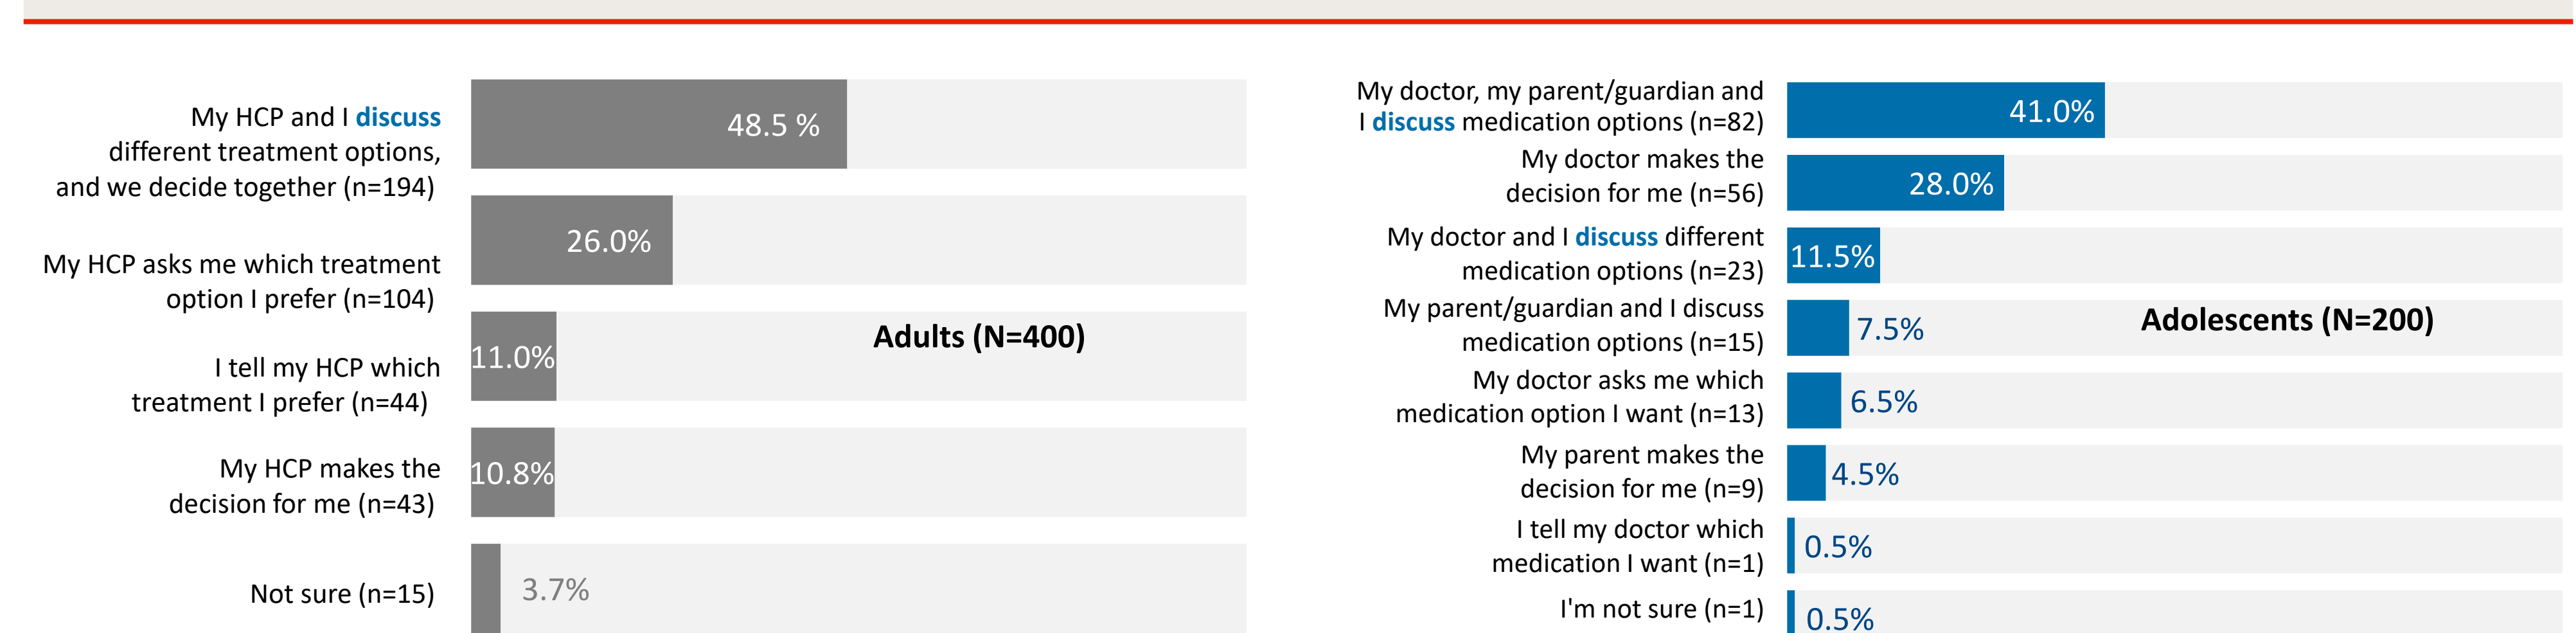 My HCP and I discuss
different treatment options,
and we decide together (n=194)
48.5 %
My HCP asks me which treatment
option I prefer (n=104)
26.0%
I tell my HCP which
treatment I prefer (n=44)
11.0%
My HCP makes the
decision for me (n=43)
10.8%
Not sure (n=15)
3.7%
Adults (N=400)
My doctor, my parent/guardian and
I discuss medication options (n=82)
41.0%
My doctor makes the
decision for me (n=56)
28.0%
My doctor and I discuss different
medication options (n=23)
11.5%
My parent/guardian and I discuss
medication options (n=15)
7.5%
My doctor asks me which
medication option I want (n=13)
6.5%
My parent makes the
decision for me (n=9)
4.5%
I tell my doctor which
medication I want (n=1)
0.5%
I'm not sure (n=1)
0.5%
Adolescents (N=200)